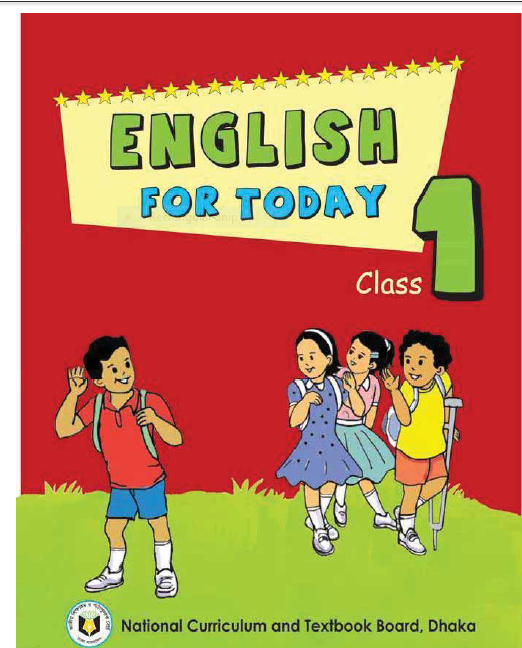 ENGLISH
FOR TODAY
Class 1
National Curriculum and Textbook Board, Dhaka